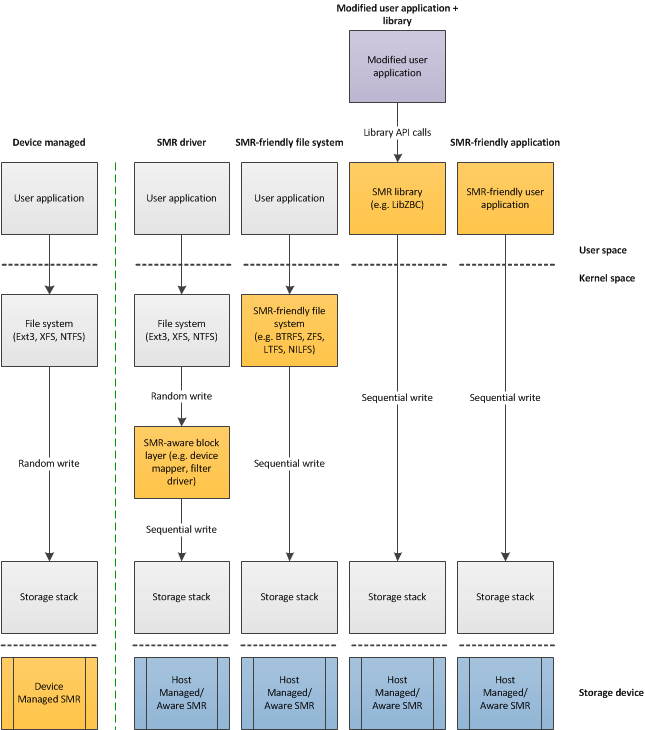 Modified user application +
library
Modified user
application
Library API calls
Device managed
SMR driver
SMR-friendly file system
SMR-friendly application
User application
User application
User application
SMR library
(e.g. LibZBC)
SMR-friendly user
application
User space
Kernel space
File system
(Ext3, XFS, NTFS)
File system
(Ext3, XFS, NTFS)
SMR-friendly file
system
(e.g. BTRFS, ZFS,
LTFS, NILFS)
Random write
Sequential write
Sequential write
SMR-aware block
layer (e.g. device
mapper, filter
driver)
Random write
Sequential write
Sequential write
Storage stack
Storage stack
Storage stack
Storage stack
Storage stack
Device
Managed SMR
Host
Managed/
Aware SMR
Host
Managed/
Aware SMR
Host
Managed/
Aware SMR
Host
Managed/
Aware SMR
Storage device